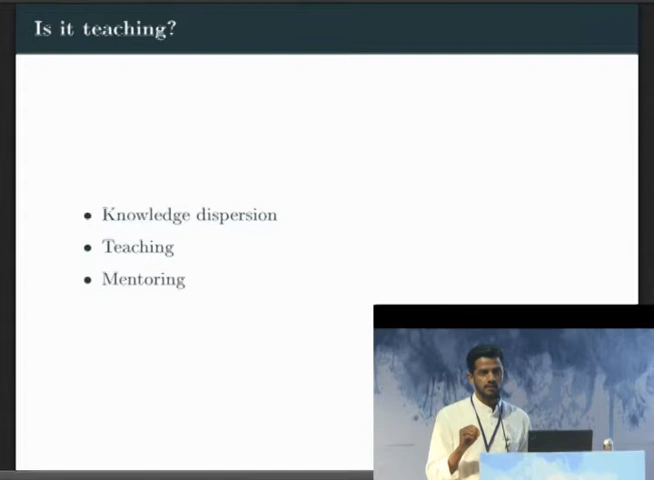 Is it teaching?
• Knowledge dispersion
• Teaching
• Mentoring